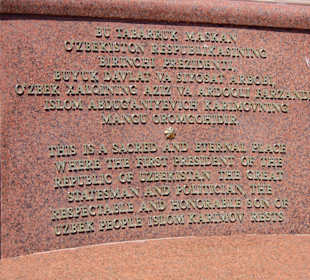 BU TABARRUK MASKAN
O'ZBEKISTON RESPUBLIKASINING
BIRINCHI PREZIDENTI,
BUYUK DAVLAT VA SIYOSAT ARBOBI,
O'ZBEK XALQINING AZIZ VA ARDOQLI FARZANDI
ISLOM ABDUG'ANIYEVICH KARIMOVNING
MANGU OROMGOHIDIR
THIS IS A SACRED AND ETERNAL PLACE
WHERE THE FIRST PRESIDENT OF THE
REPUBLIC OF UZBEKISTAN THE GREAT
STATESMAN AND POLITICIAN, THE
RESPECTABLE AND HONORABLE SON OF
UZBEK PEOPLE ISLOM KARIMOV RESTS